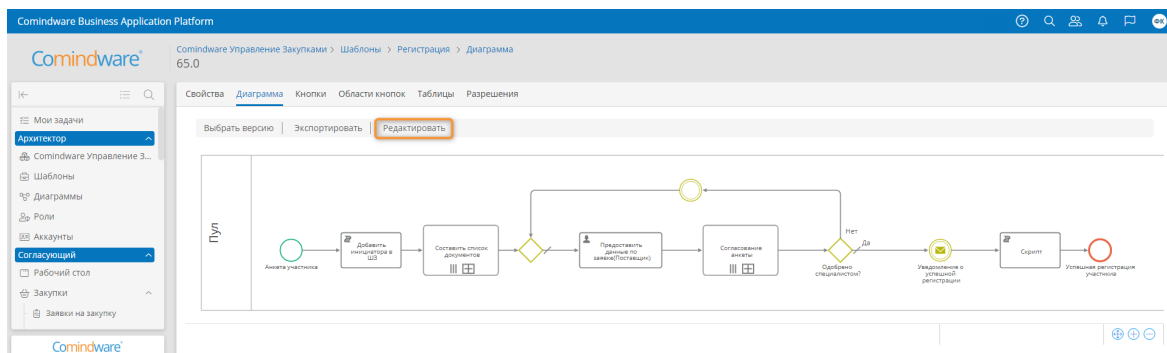 Comindware Business Application Platform
ФК
Comindware
Comindware Управление Закупками > Шаблоны > Регистрация > Диаграмма
65.0
Свойства Диаграмма Кнопки Области кнопок Таблицы Разрешения
Выбрать версию Экспортировать Редактировать
Мои задачи
Архитектор
Comindware Управление З...
Шаблоны
Диаграммы
Роли
Аккаунты
Согласующий
Рабочий стол
Закупки
Заявки на закупку
Comindware
Пул
Анкета участника
Добавить
инициатора в
ШЗ
Составить список
документов
Предоставить
данные по
заявке(Поставщик)
Согласование
анкеты
Нет
Да
Одобрено
специалистом?
Уведомление о
успешной
регистрации
Скрипт
Успешная регистрация
участника